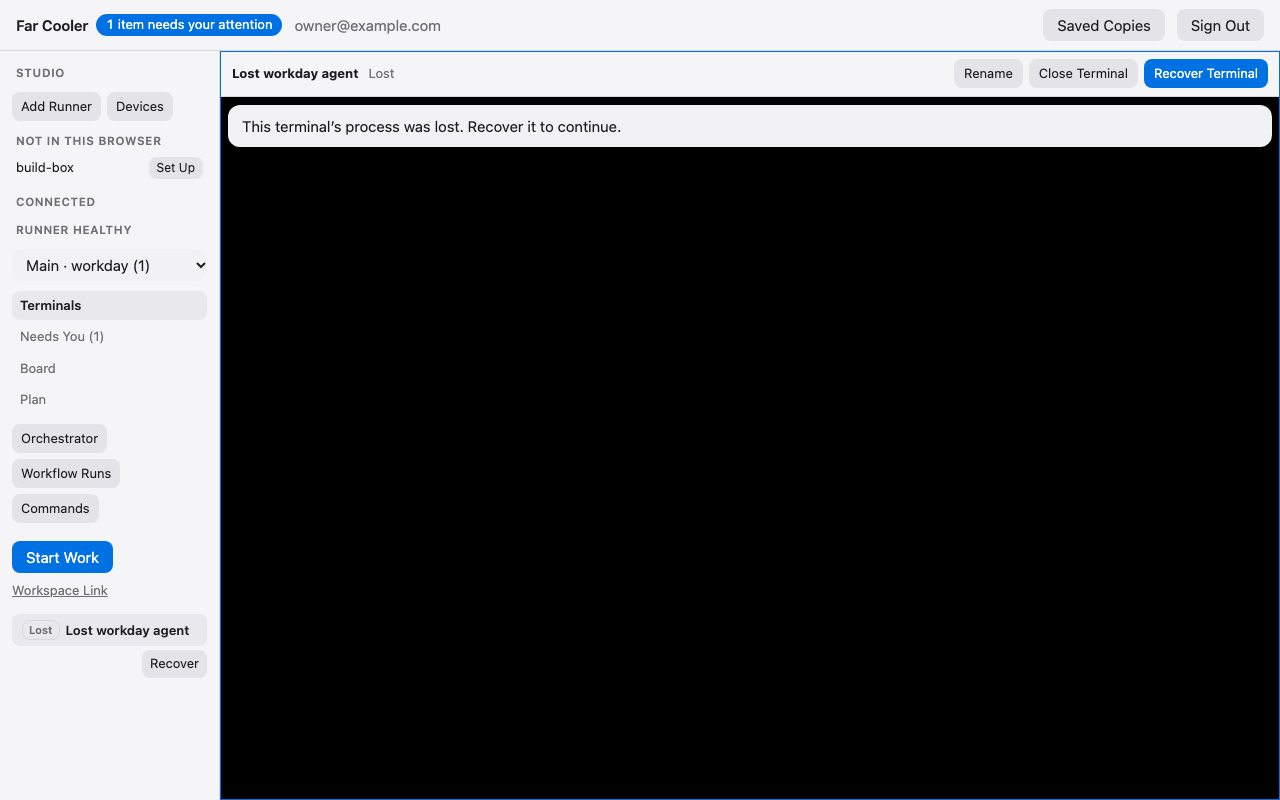 Far Cooler 1 item needs your attention owner@example.com Saved Copies Sign Out
STUDIO
Add Runner Devices
NOT IN THIS BROWSER
build-box Set Up
CONNECTED
RUNNER HEALTHY
Main · workday (1)
Terminals
Needs You (1)
Board
Plan
Orchestrator
Workflow Runs
Commands
Start Work
Workspace Link
Lost Lost workday agent
Recover
Lost workday agent Lost Rename Close Terminal Recover Terminal
This terminal’s process was lost. Recover it to continue.